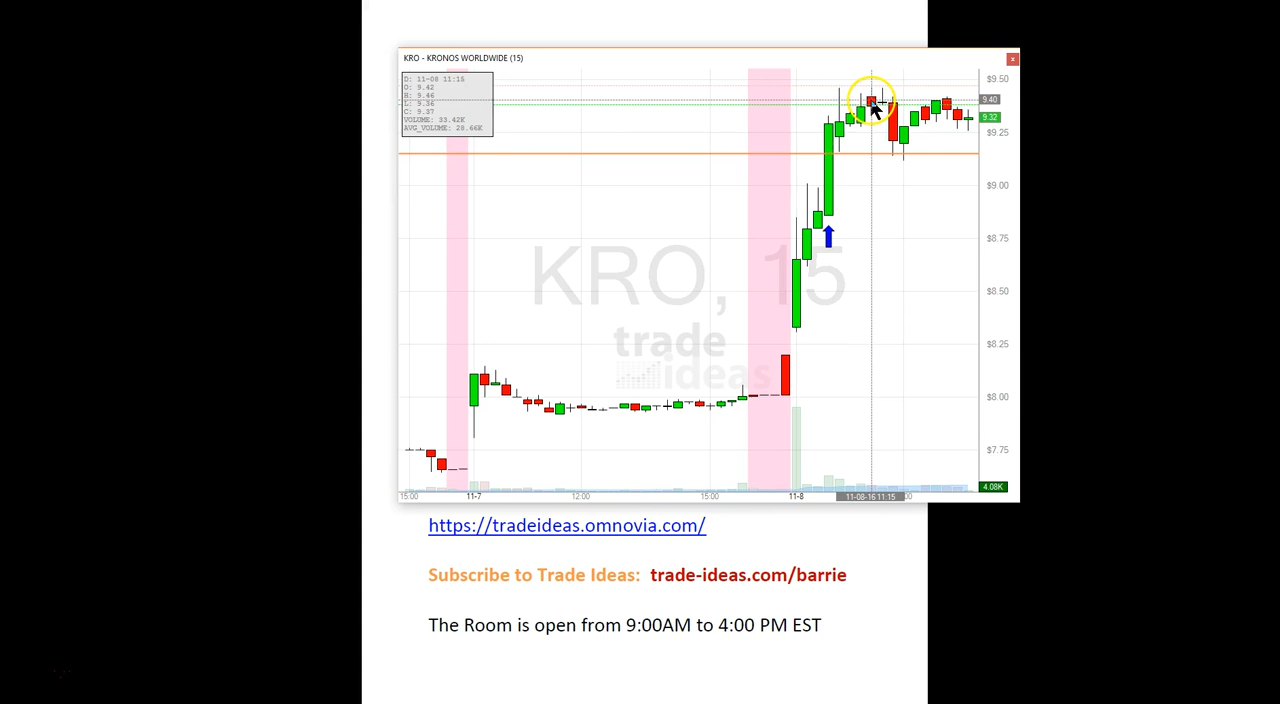 KRO - KRONOS WORLDWIDE (15)
x
D: 11-08 11:15
O: 9.42
H: 9.46
L: 9.36
C: 9.37
VOLUME: 33.42K
AVG_VOLUME: 28.66K
$9.50
9.40
9.32
$9.25
$9.00
$8.75
$8.50
$8.25
$8.00
$7.75
KRO, 15
trade
ideas
4.08K
15:00 11-7 12:00 15:00 11-8 11-08-16 11:15
https://tradeideas.omnovia.com/
Subscribe to Trade Ideas: trade-ideas.com/barrie
The Room is open from 9:00AM to 4:00 PM EST